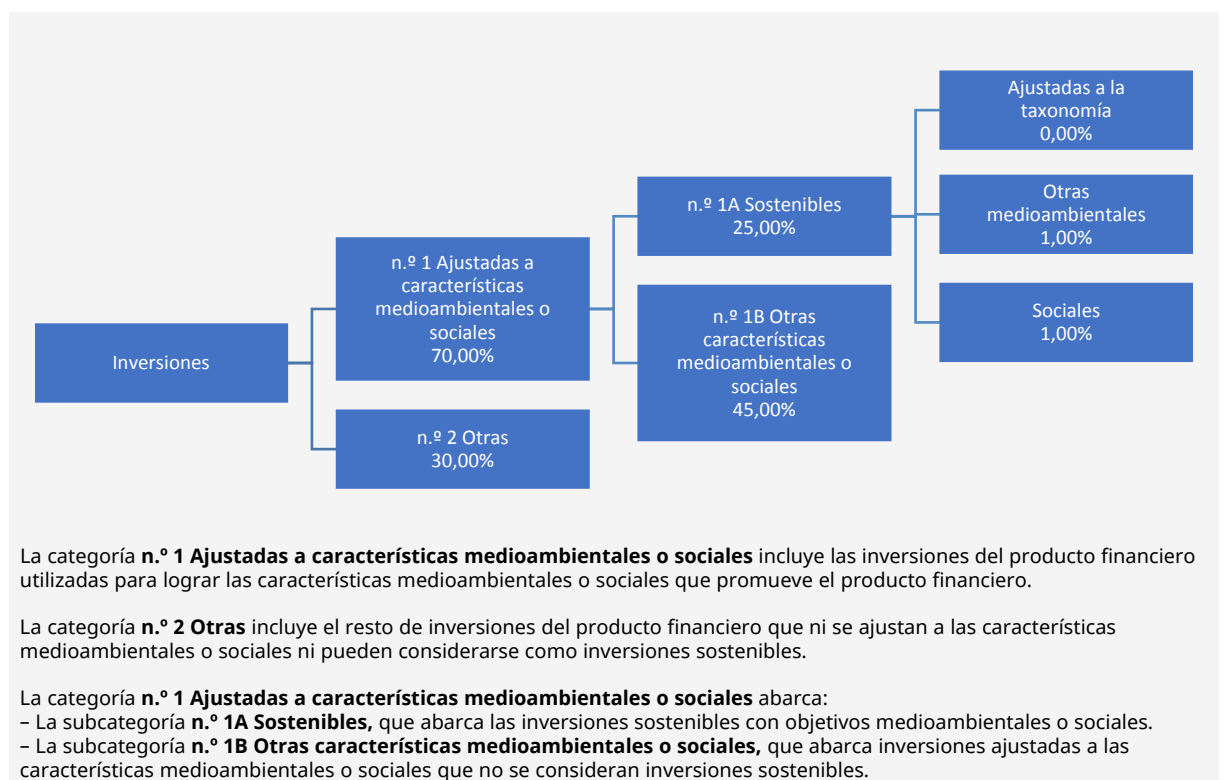 Inversiones
n.º 1 Ajustadas a
características
medioambientales o
sociales
70,00%
n.º 2 Otras
30,00%
n.º 1A Sostenibles
25,00%
n.º 1B Otras
características
medioambientales o
sociales
45,00%
Ajustadas a la
taxonomía
0,00%
Otras
medioambientales
1,00%
Sociales
1,00%
La categoría n.º 1 Ajustadas a características medioambientales o sociales incluye las inversiones del producto financiero
utilizadas para lograr las características medioambientales o sociales que promueve el producto financiero.
La categoría n.º 2 Otras incluye el resto de inversiones del producto financiero que ni se ajustan a las características
medioambientales o sociales ni pueden considerarse como inversiones sostenibles.
La categoría n.º 1 Ajustadas a características medioambientales o sociales abarca:
– La subcategoría n.º 1A Sostenibles, que abarca las inversiones sostenibles con objetivos medioambientales o sociales.
– La subcategoría n.º 1B Otras características medioambientales o sociales, que abarca inversiones ajustadas a las
características medioambientales o sociales que no se consideran inversiones sostenibles.